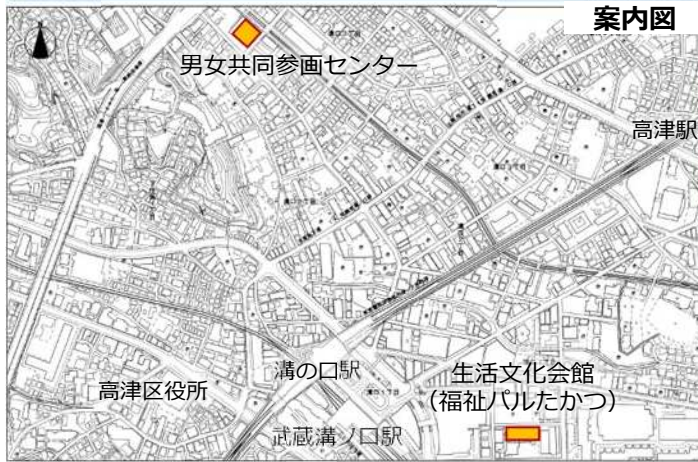 案内図
男女共同参画センター
高津駅
溝の口駅
高津区役所
生活文化会館
(福祉パルたかつ)
武蔵溝ノ口駅